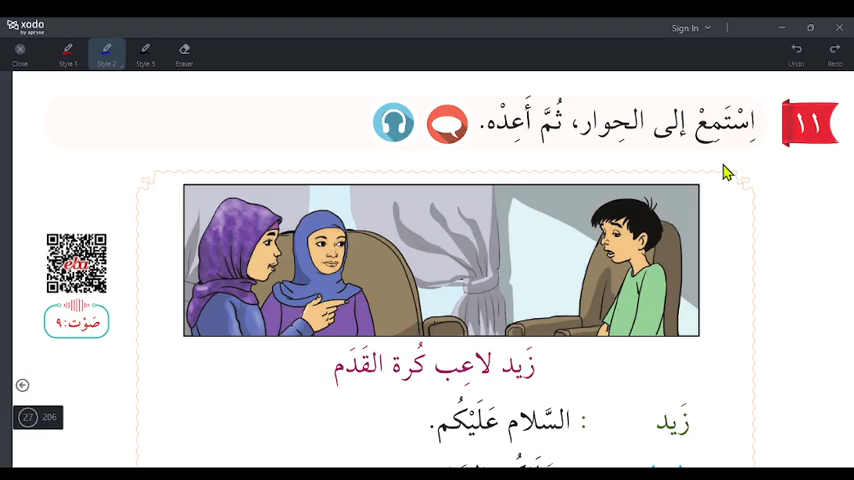 xodo
by apryse
Sign In
Close
Style 1
Style 2
Style 3
Eraser
Undo
Redo
١١
اِسْتَمِعْ إلى الحِوار، ثُمَّ أَعِدْه.
eba
صَوْت: ٩
زَيد لاعِب كُرة القَدَم
زَيد : السَّلام عَلَيْكُم.
27 206